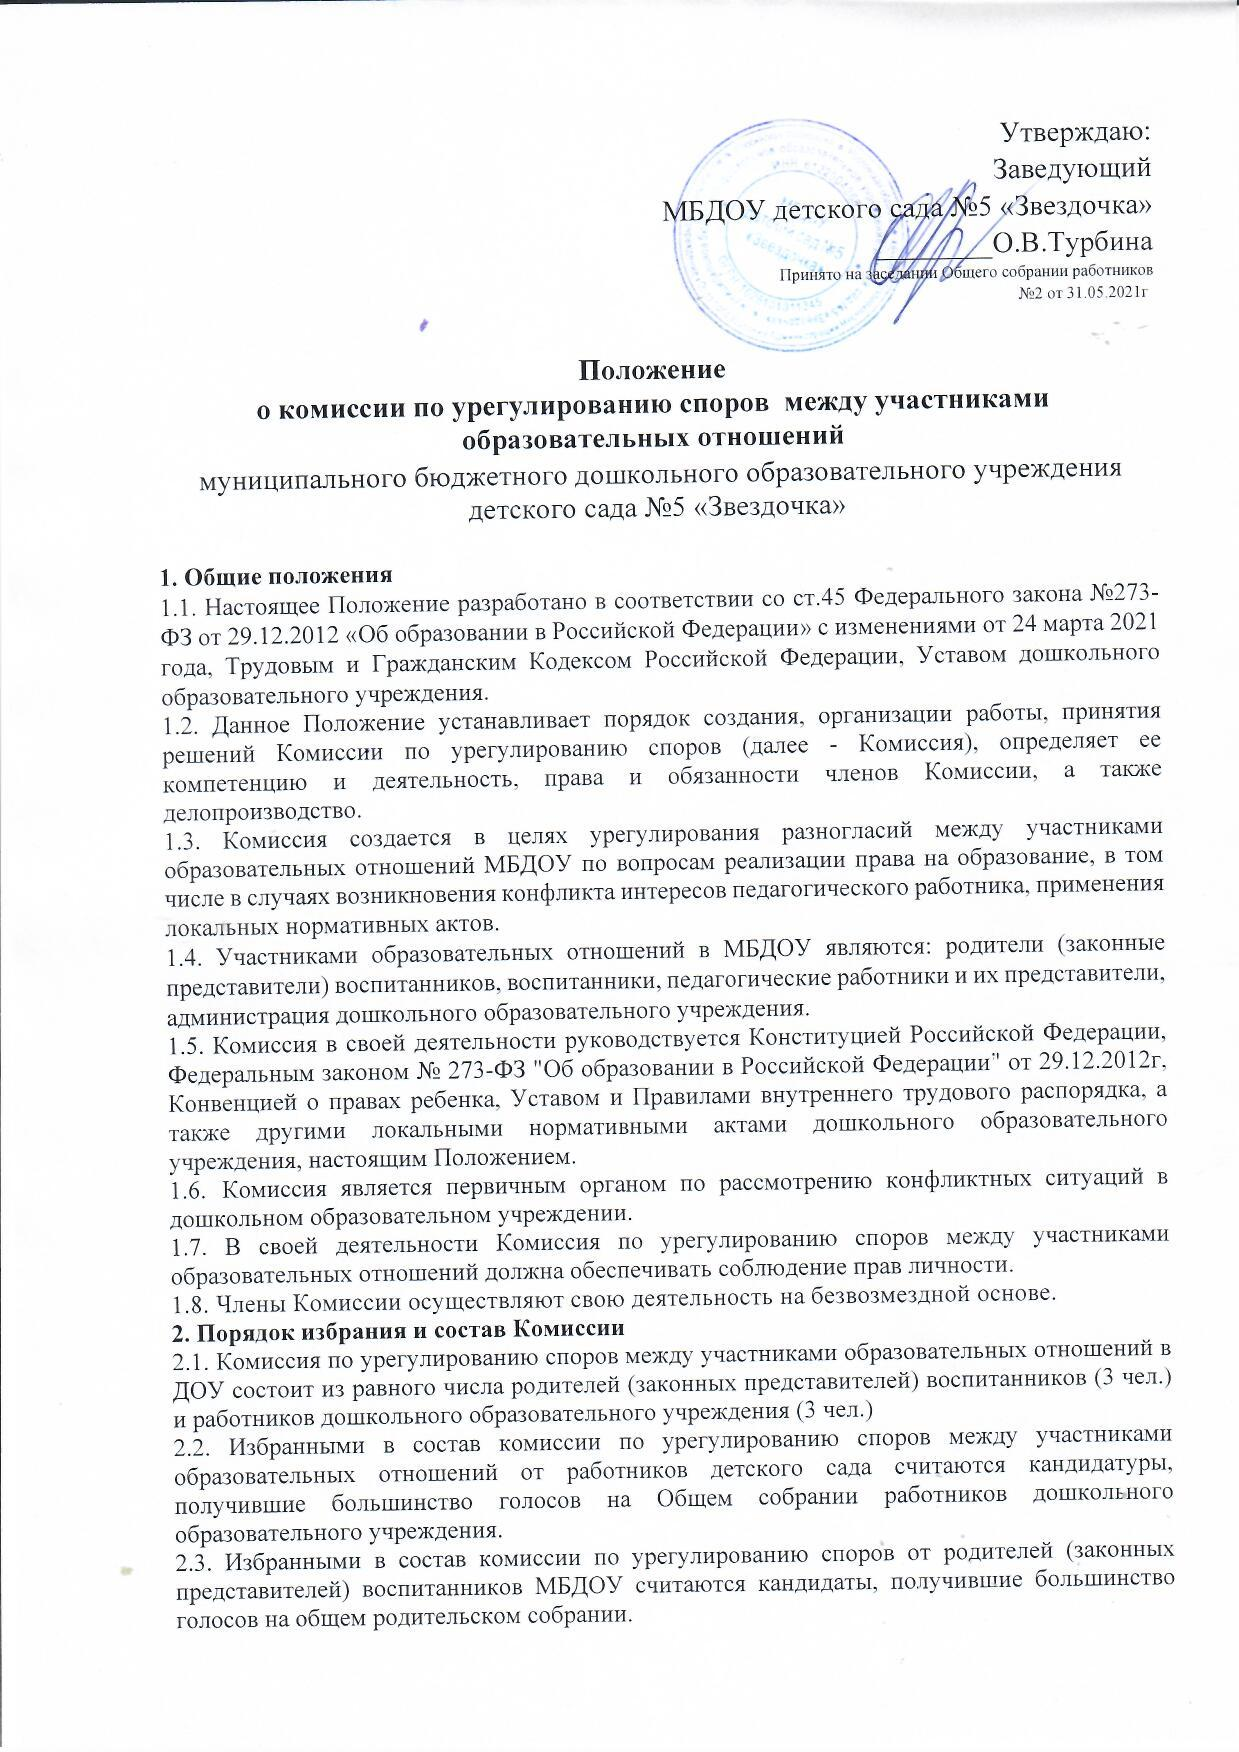 Утверждаю:
Заведующий
МБДОУ детского сада №5 «Звездочка»
________О.В.Турбина
Принято на заседании Общего собрании работников
№2 от 31.05.2021г
Положение
о комиссии по урегулированию споров между участниками
образовательных отношений
муниципального бюджетного дошкольного образовательного учреждения
детского сада №5 «Звездочка»
1. Общие положения
1.1. Настоящее Положение разработано в соответствии со ст.45 Федерального закона №273-
ФЗ от 29.12.2012 «Об образовании в Российской Федерации» с изменениями от 24 марта 2021
года, Трудовым и Гражданским Кодексом Российской Федерации, Уставом дошкольного
образовательного учреждения.
1.2. Данное Положение устанавливает порядок создания, организации работы, принятия
решений Комиссии по урегулированию споров (далее - Комиссия), определяет ее
компетенцию и деятельность, права и обязанности членов Комиссии, а также
делопроизводство.
1.3. Комиссия создается в целях урегулирования разногласий между участниками
образовательных отношений МБДОУ по вопросам реализации права на образование, в том
числе в случаях возникновения конфликта интересов педагогического работника, применения
локальных нормативных актов.
1.4. Участниками образовательных отношений в МБДОУ являются: родители (законные
представители) воспитанников, воспитанники, педагогические работники и их представители,
администрация дошкольного образовательного учреждения.
1.5. Комиссия в своей деятельности руководствуется Конституцией Российской Федерации,
Федеральным законом № 273-ФЗ "Об образовании в Российской Федерации" от 29.12.2012г,
Конвенцией о правах ребенка, Уставом и Правилами внутреннего трудового распорядка, а
также другими локальными нормативными актами дошкольного образовательного
учреждения, настоящим Положением.
1.6. Комиссия является первичным органом по рассмотрению конфликтных ситуаций в
дошкольном образовательном учреждении.
1.7. В своей деятельности Комиссия по урегулированию споров между участниками
образовательных отношений должна обеспечивать соблюдение прав личности.
1.8. Члены Комиссии осуществляют свою деятельность на безвозмездной основе.
2. Порядок избрания и состав Комиссии
2.1. Комиссия по урегулированию споров между участниками образовательных отношений в
ДОУ состоит из равного числа родителей (законных представителей) воспитанников (3 чел.)
и работников дошкольного образовательного учреждения (3 чел.)
2.2. Избранными в состав комиссии по урегулированию споров между участниками
образовательных отношений от работников детского сада считаются кандидатуры,
получившие большинство голосов на Общем собрании работников дошкольного
образовательного учреждения.
2.3. Избранными в состав комиссии по урегулированию споров от родителей (законных
представителей) воспитанников МБДОУ считаются кандидаты, получившие большинство
голосов на общем родительском собрании.